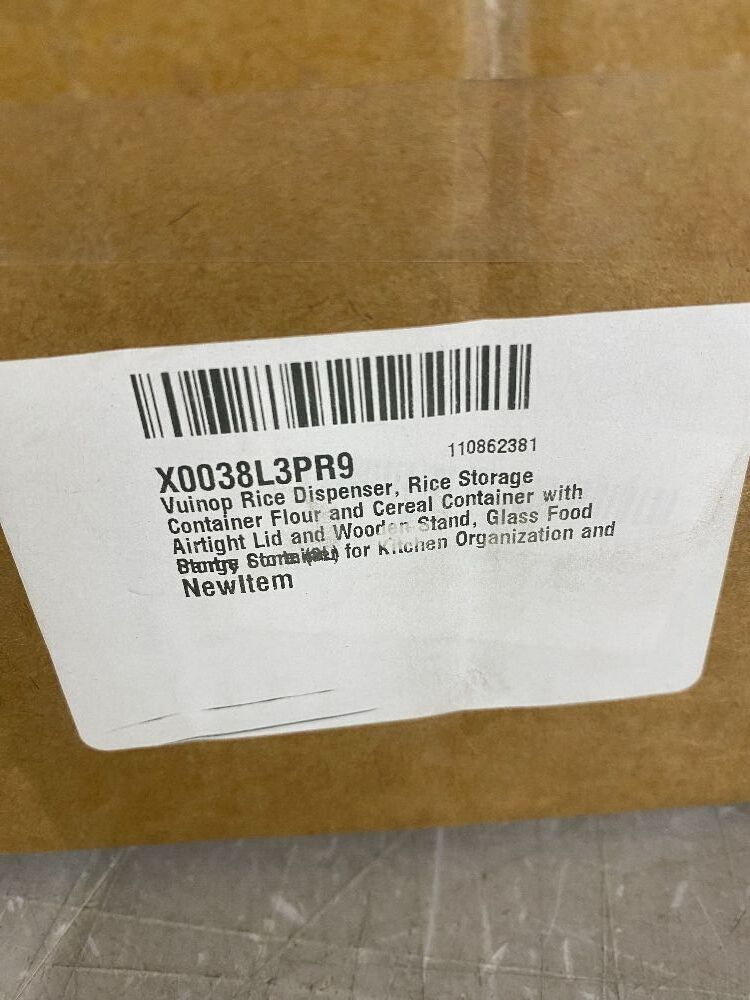 110862381
X0038L3PR9
Vuinop Rice Dispenser, Rice Storage
Container Flour and Cereal Container with
Airtight Lid and Wooden Stand, Glass Food
for Kitchen Organization and
NewItem